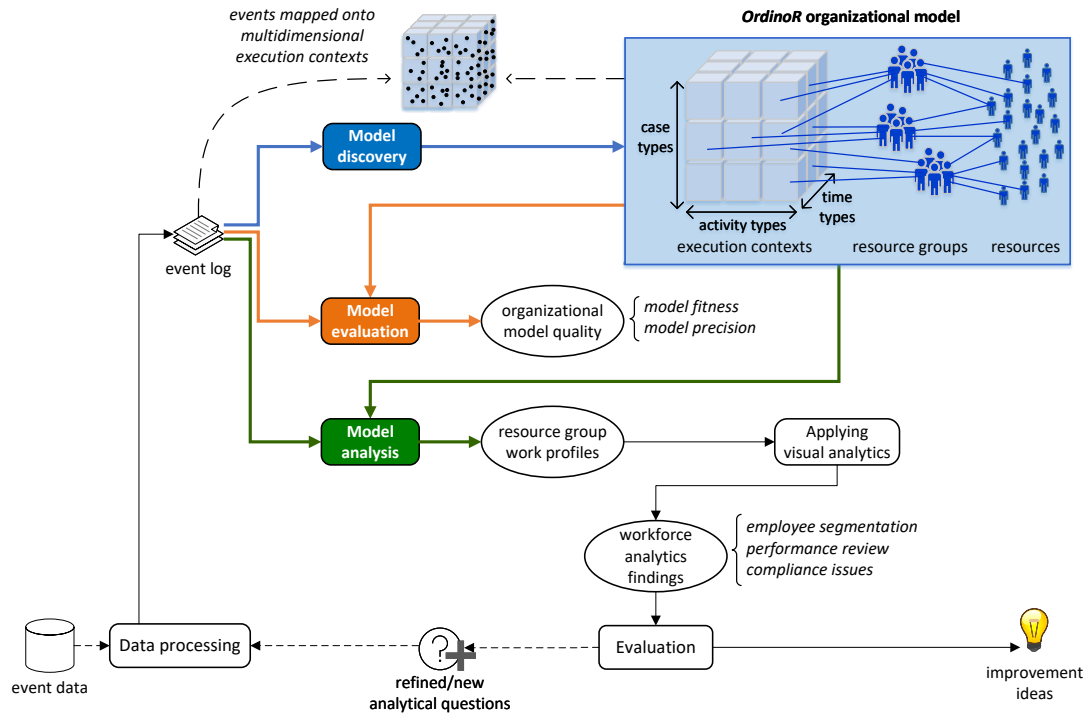 events mapped onto
multidimensional
execution contexts
OrdinoR organizational model
case
types
time
types
activity types
execution contexts
resource groups
resources
Model
discovery
event log
Model
evaluation
organizational
model quality
model fitness
model precision
Model
analysis
resource group
work profiles
Applying
visual analytics
workforce
analytics
findings
employee segmentation
performance review
compliance issues
event data
Data processing
?
refined/new
analytical questions
Evaluation
improvement
ideas